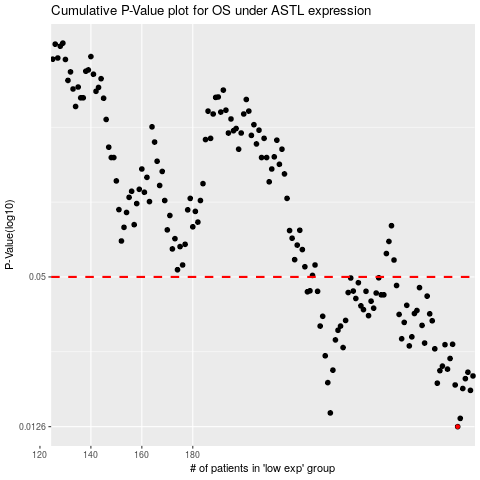 Cumulative P-Value plot for OS under ASTL expression
P-Value(log10)
0.05
0.0126
120 140 160 180
# of patients in 'low exp' group